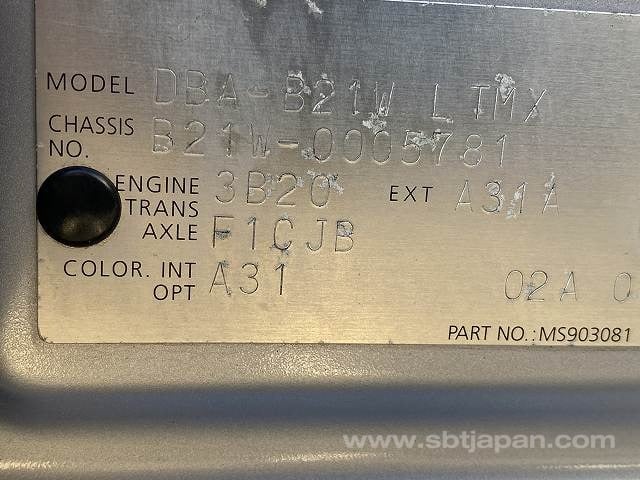 MODEL DBA-B21W LTMX
CHASSIS NO. B21W-0005781
ENGINE 3B20 EXT A31A
TRANS AXLE F1CJB
COLOR. INT A31
OPT 02A 0
PART NO.:MS903081
www.sbtjapan.com